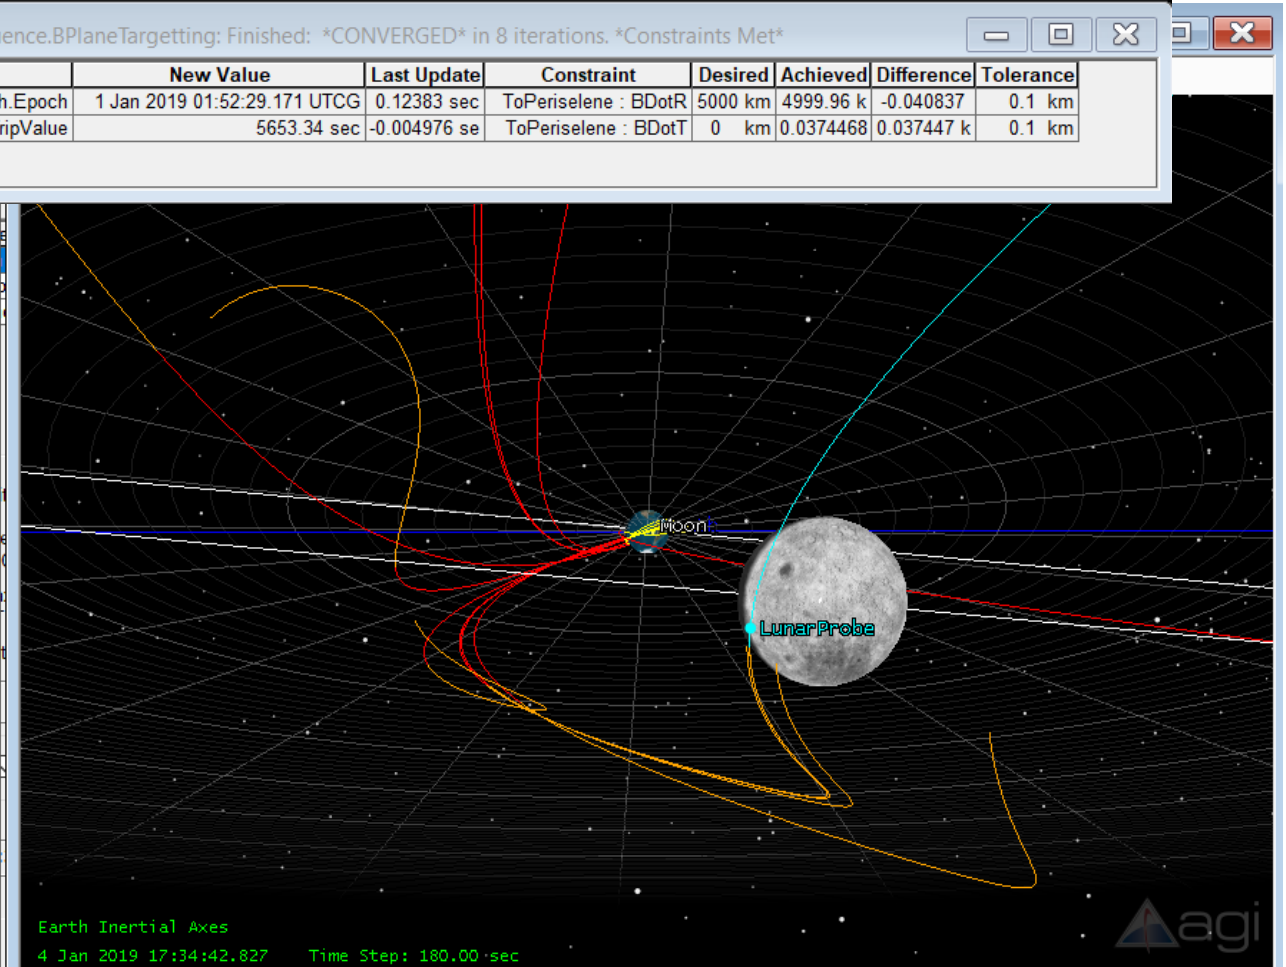 ence.BPlaneTargetting: Finished: *CONVERGED* in 8 iterations. *Constraints Met*
New Value Last Update Constraint Desired Achieved Difference Tolerance
h.Epoch 1 Jan 2019 01:52:29.171 UTCG 0.12383 sec ToPeriselene : BDotR 5000 km 4999.96 k -0.040837 0.1 km
ripValue 5653.34 sec -0.004976 se ToPeriselene : BDotT 0 km 0.0374468 0.037447 k 0.1 km
Moon
LunarProbe
Earth Inertial Axes
4 Jan 2019 17:34:42.827 Time Step: 180.00 sec
agi